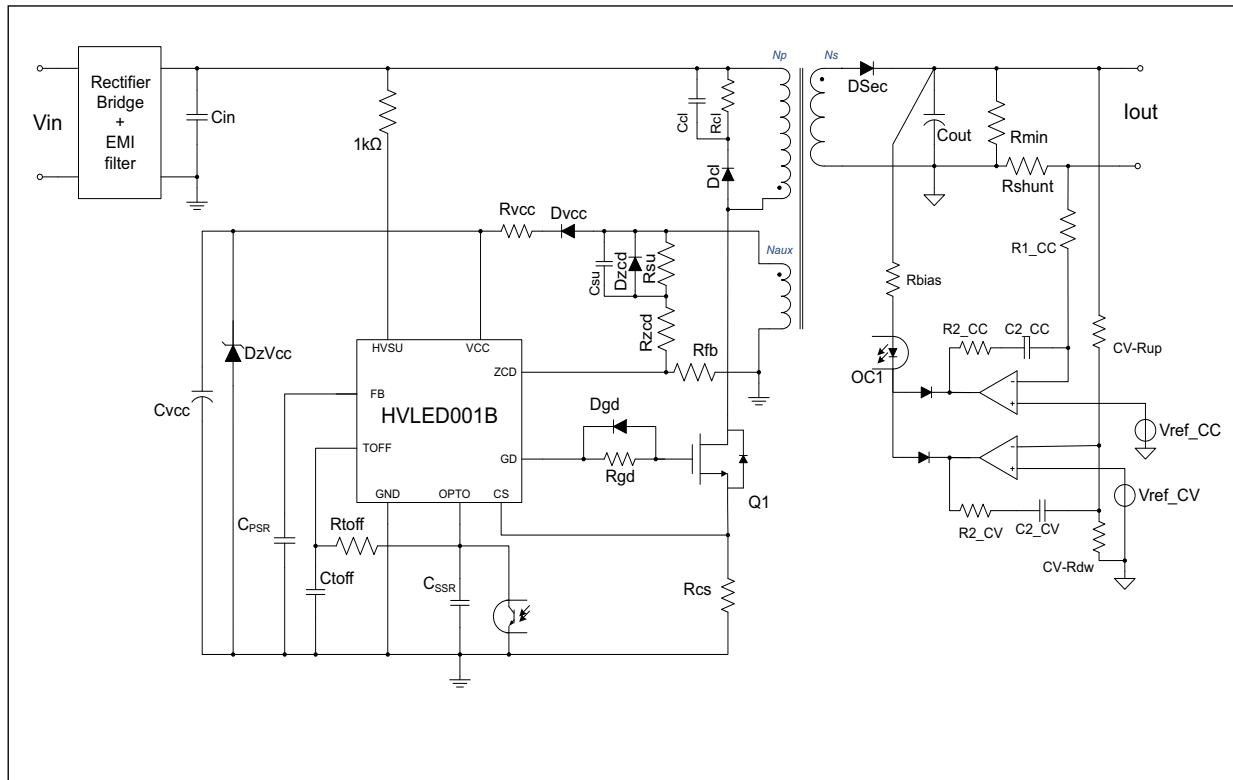 Np
Ns
Rectifier
Bridge
+
EMI
filter
Vin
Cin
1kΩ
Ccl
Rcl
Dcl
DSec
Cout
Rmin
Iout
Rshunt
Rvcc
Dvcc
Csu
Dzcd
Rsu
Naux
R1_CC
Rbias
Rzcd
Rfb
DzVcc
Cvcc
HVSU
VCC
ZCD
FB
HVLED001B
TOFF
GD
GND
OPTO
CS
Dgd
Rgd
Q1
OC1
R2_CC
C2_CC
CV-Rup
-
+
Vref_CC
-
+
Vref_CV
R2_CV
C2_CV
CV-Rdw
CPSR
Rtoff
Ctoff
CSSR
Rcs